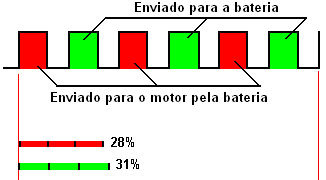 Enviado para a bateria
Enviado para o motor pela bateria
28%
31%